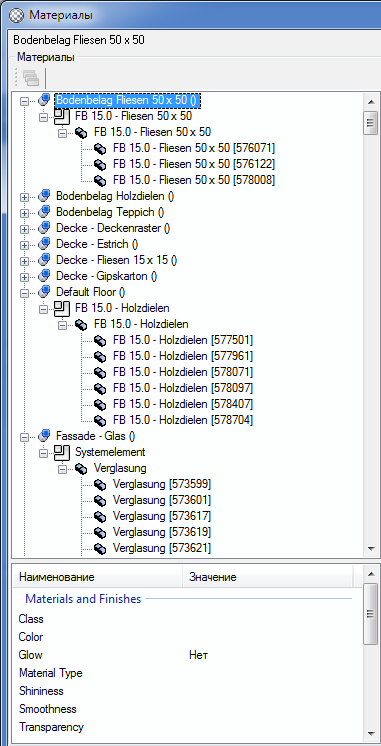 Материалы
Bodenbelag Fliesen 50 x 50
Материалы
Bodenbelag Fliesen 50 x 50 ()
FB 15.0 - Fliesen 50 x 50
FB 15.0 - Fliesen 50 x 50
FB 15.0 - Fliesen 50 x 50 [576071]
FB 15.0 - Fliesen 50 x 50 [576122]
FB 15.0 - Fliesen 50 x 50 [578008]
Bodenbelag Holzdielen ()
Bodenbelag Teppich ()
Decke - Deckenraster ()
Decke - Estrich ()
Decke - Fliesen 15 x 15 ()
Decke - Gipskarton ()
Default Floor ()
FB 15.0 - Holzdielen
FB 15.0 - Holzdielen
FB 15.0 - Holzdielen [577501]
FB 15.0 - Holzdielen [577961]
FB 15.0 - Holzdielen [578071]
FB 15.0 - Holzdielen [578097]
FB 15.0 - Holzdielen [578407]
FB 15.0 - Holzdielen [578704]
Fassade - Glas ()
Systemelement
Verglasung
Verglasung [573599]
Verglasung [573601]
Verglasung [573617]
Verglasung [573619]
Verglasung [573621]
Наименование Значение
Materials and Finishes
Class
Color
Glow Нет
Material Type
Shininess
Smoothness
Transparency